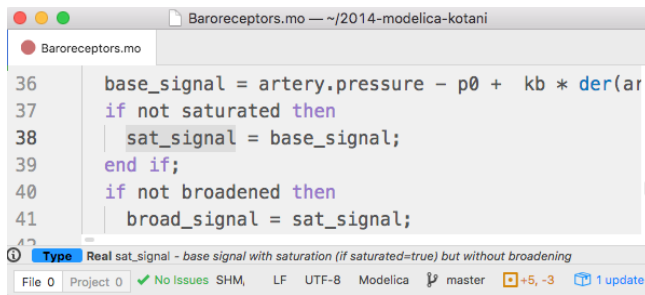 Baroreceptors.mo — ~/2014-modelica-kotani
Baroreceptors.mo
36 base_signal = artery.pressure - p0 + kb * der(ar
37 if not saturated then
38 sat_signal = base_signal;
39 end if;
40 if not broadened then
41 broad_signal = sat_signal;
Type Real sat_signal - base signal with saturation (if saturated=true) but without broadening
File 0 Project 0 ✔ No Issues SHM, LF UTF-8 Modelica master +5, -3 1 update